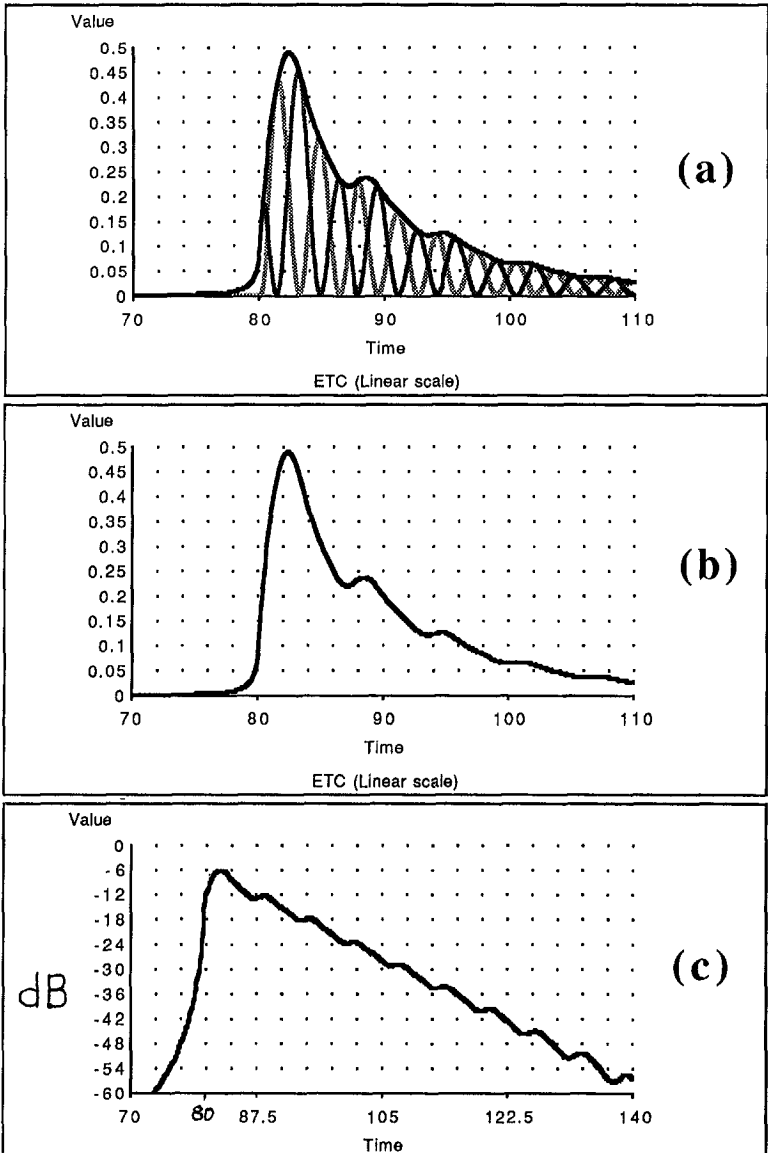 Value
0.5
0.45
0.4
0.35
0.3
0.25
0.2
0.15
0.1
0.05
0
70 80 90 100 110
Time
ETC (Linear scale)
(a)
Value
0.5
0.45
0.4
0.35
0.3
0.25
0.2
0.15
0.1
0.05
0
70 80 90 100 110
Time
ETC (Linear scale)
(b)
Value
0
-6
-12
-18
-24
-30
-36
-42
-48
-54
-60
dB
70 80 87.5 105 122.5 140
Time
(c)